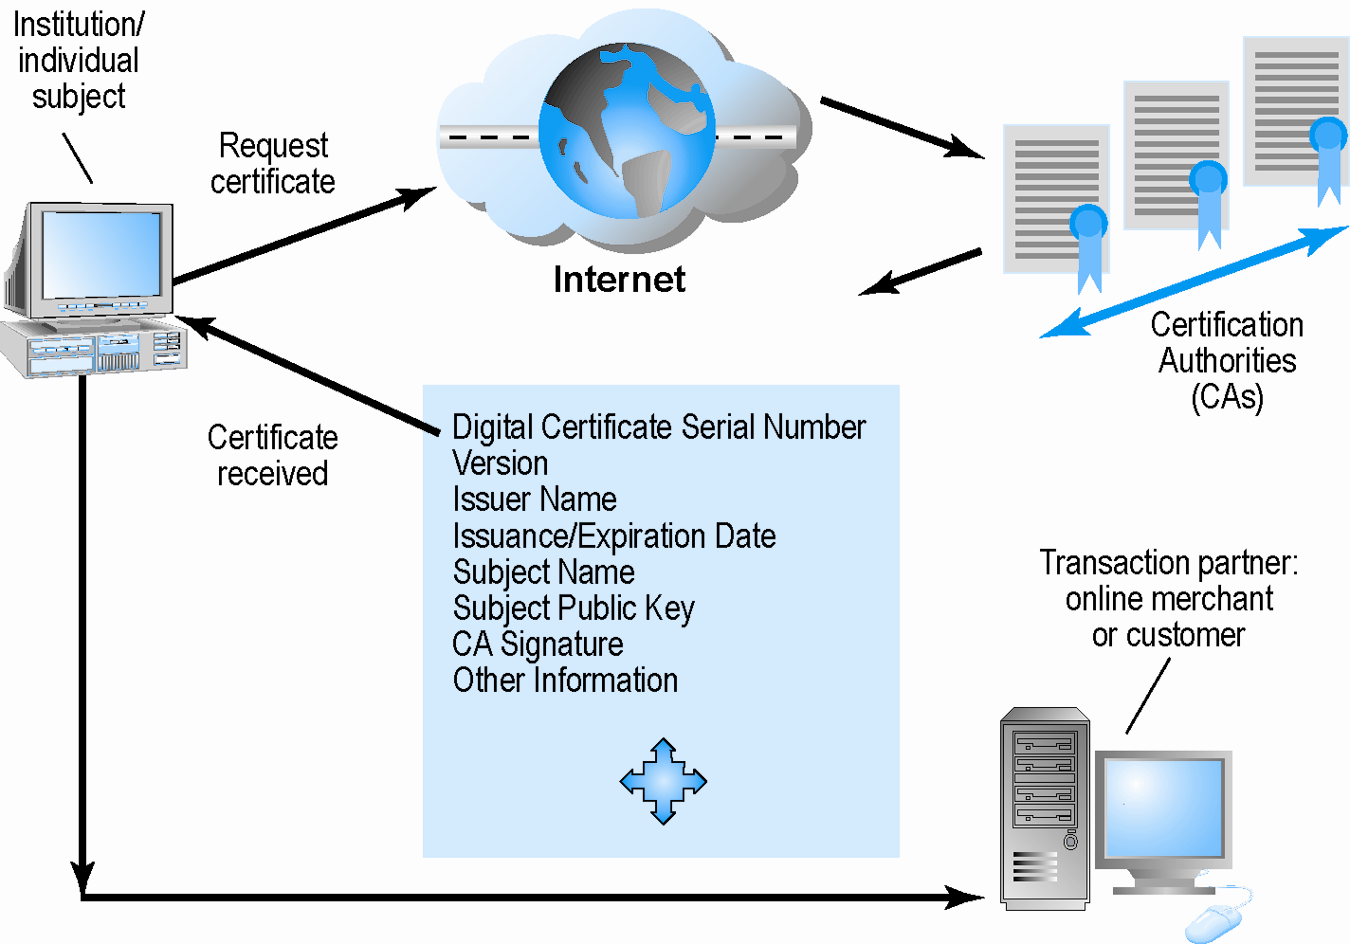 Institution/
individual
subject
Request
certificate
Internet
Certification
Authorities
(CAs)
Certificate
received
Digital Certificate Serial Number
Version
Issuer Name
Issuance/Expiration Date
Subject Name
Subject Public Key
CA Signature
Other Information
Transaction partner:
online merchant
or customer